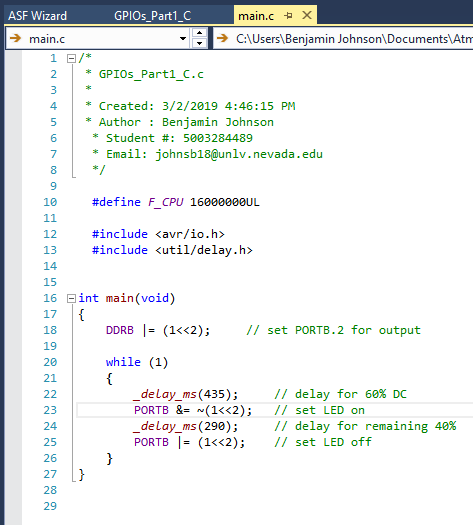 ASF Wizard GPIOs_Part1_C main.c
main.c C:\Users\Benjamin Johnson\Documents\Atm
1 /*
2 * GPIOs_Part1_C.c
3 *
4 * Created: 3/2/2019 4:46:15 PM
5 * Author : Benjamin Johnson
6 * Student #: 5003284489
7 * Email: johnsb18@unlv.nevada.edu
8 */
9
10 #define F_CPU 16000000UL
11
12 #include <avr/io.h>
13 #include <util/delay.h>
14
15
16 int main(void)
17 {
18 DDRB |= (1<<2); // set PORTB.2 for output
19
20 while (1)
21 {
22 _delay_ms(435); // delay for 60% DC
23 PORTB &= ~(1<<2); // set LED on
24 _delay_ms(290); // delay for remaining 40%
25 PORTB |= (1<<2); // set LED off
26 }
27 }
28
29